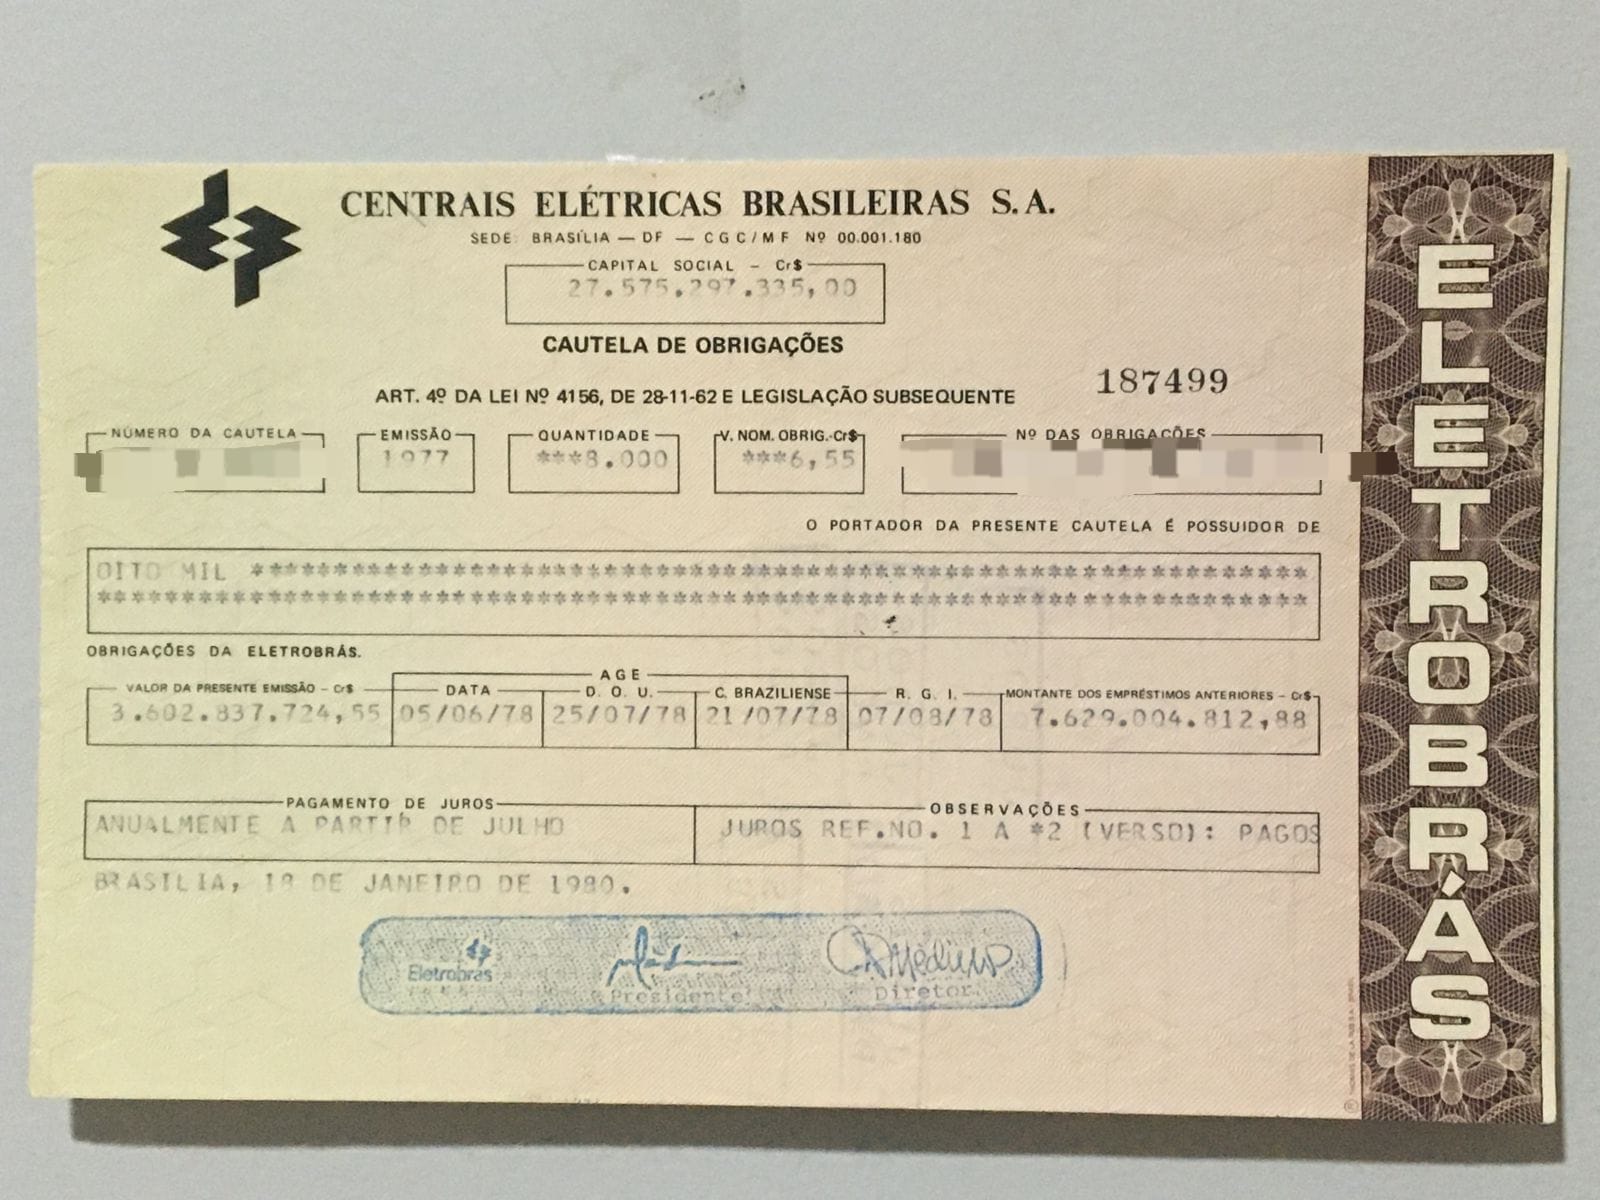 CENTRAIS ELÉTRICAS BRASILEIRAS S.A.
SEDE: BRASÍLIA — DF — CGC/MF Nº 00.001.180
CAPITAL SOCIAL - Cr$
27.575.297.335,00
CAUTELA DE OBRIGAÇÕES
187499
ART. 4º DA LEI Nº 4156, DE 28-11-62 E LEGISLAÇÃO SUBSEQUENTE
NÚMERO DA CAUTELA EMISSÃO QUANTIDADE V. NOM. OBRIG.-Cr$ Nº DAS OBRIGAÇÕES
1977 ***8.000 ***6,55
O PORTADOR DA PRESENTE CAUTELA É POSSUIDOR DE
OITO MIL
OBRIGAÇÕES DA ELETROBRÁS.
AGE
VALOR DA PRESENTE EMISSÃO - Cr$ DATA D. O. U. C. BRAZILIENSE R. G. I. MONTANTE DOS EMPRÉSTIMOS ANTERIORES - Cr$
3.602.837.724,55 05/06/78 25/07/78 21/07/78 07/08/78 7.629.004.812,88
PAGAMENTO DE JUROS OBSERVAÇÕES
ANUALMENTE A PARTIR DE JULHO JUROS REF.NO. 1 A *2 (VERSO): PAGOS
BRASILIA, 18 DE JANEIRO DE 1980.
Eletrobrás
Presidente Diretor
ELETROBRÁS